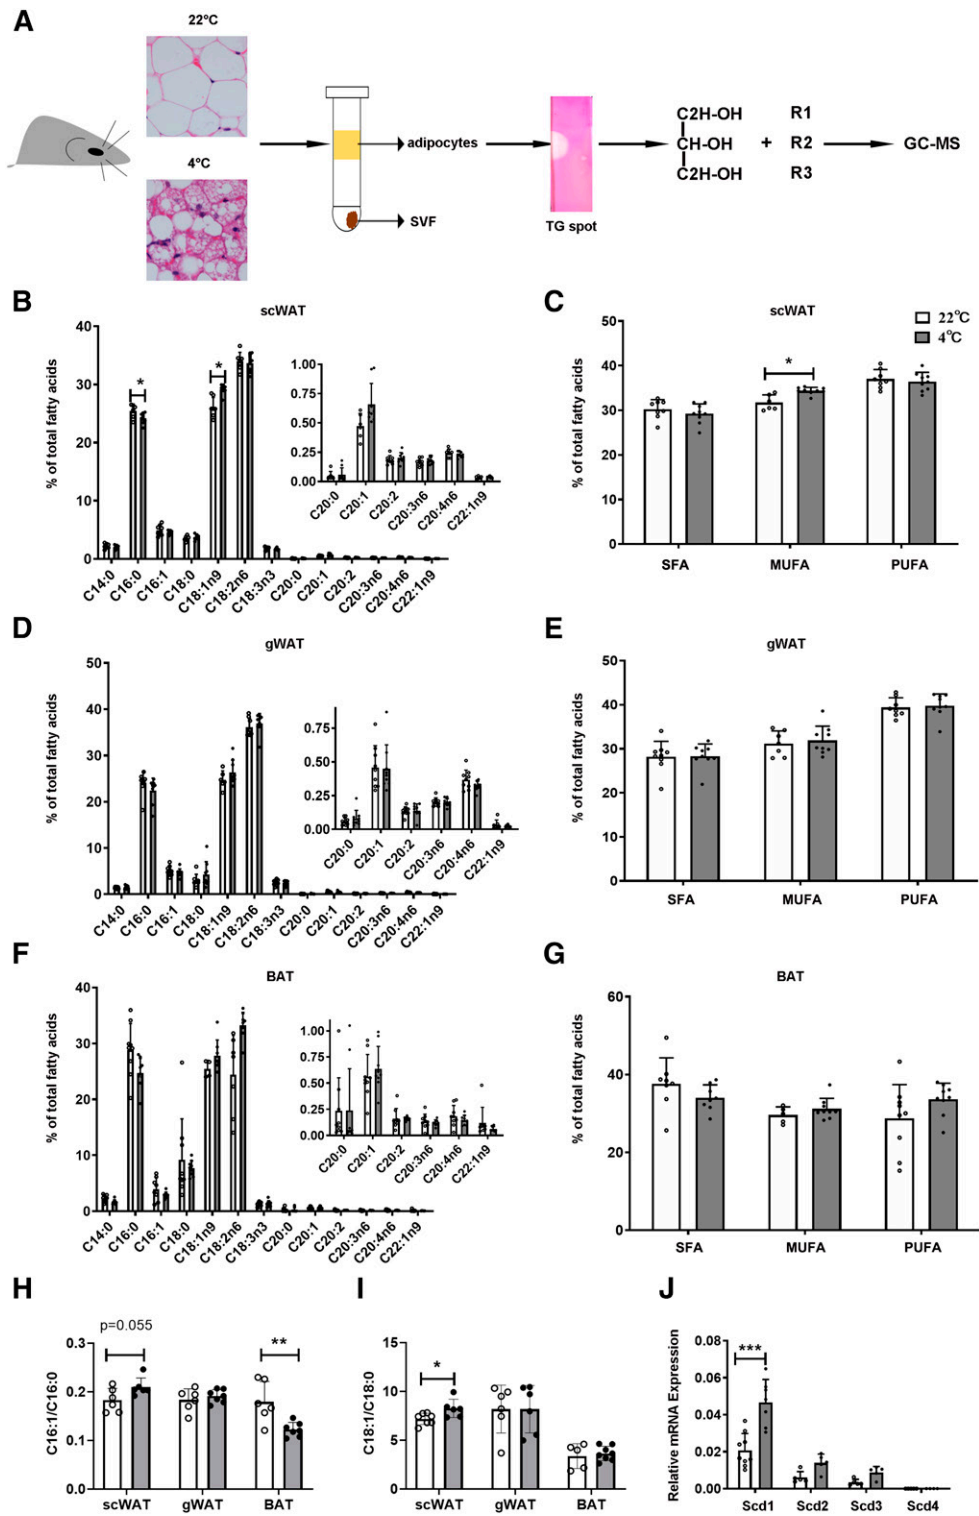 A
22°C
4°C
adipocytes
SVF
TG spot
C2H-OH
CH-OH
C2H-OH
+
R1
R2
R3
GC-MS
B
scWAT
% of total fatty acids
40
30
20
10
0
*
*
1.00
0.75
0.50
0.25
0.00
C20:0
C20:1
C20:2
C20:3n6
C20:4n6
C22:1n9
C14:0
C16:0
C16:1
C18:0
C18:1n9
C18:2n6
C18:3n3
C20:0
C20:1
C20:2
C20:3n6
C20:4n6
C22:1n9
C
scWAT
22°C
4°C
% of total fatty acids
50
40
30
20
10
0
*
SFA
MUFA
PUFA
D
gWAT
% of total fatty acids
50
40
30
20
10
0
0.75
0.50
0.25
0.00
C20:0
C20:1
C20:2
C20:3n6
C20:4n6
C22:1n9
C14:0
C16:0
C16:1
C18:0
C18:1n9
C18:2n6
C18:3n3
C20:0
C20:1
C20:2
C20:3n6
C20:4n6
C22:1n9
E
gWAT
% of total fatty acids
50
40
30
20
10
0
SFA
MUFA
PUFA
F
BAT
% of total fatty acids
40
30
20
10
0
1.00
0.75
0.50
0.25
0.00
C20:0
C20:1
C20:2
C20:3n6
C20:4n6
C22:1n9
C14:0
C16:0
C16:1
C18:0
C18:1n9
C18:2n6
C18:3n3
C20:0
C20:1
C20:2
C20:3n6
C20:4n6
C22:1n9
G
BAT
% of total fatty acids
60
40
20
0
SFA
MUFA
PUFA
H
p=0.055
**
C16:1/C16:0
0.3
0.2
0.1
0.0
scWAT
gWAT
BAT
I
*
C18:1/C18:0
15
10
5
0
scWAT
gWAT
BAT
J
***
Relative mRNA Expression
0.08
0.06
0.04
0.02
0.00
Scd1
Scd2
Scd3
Scd4